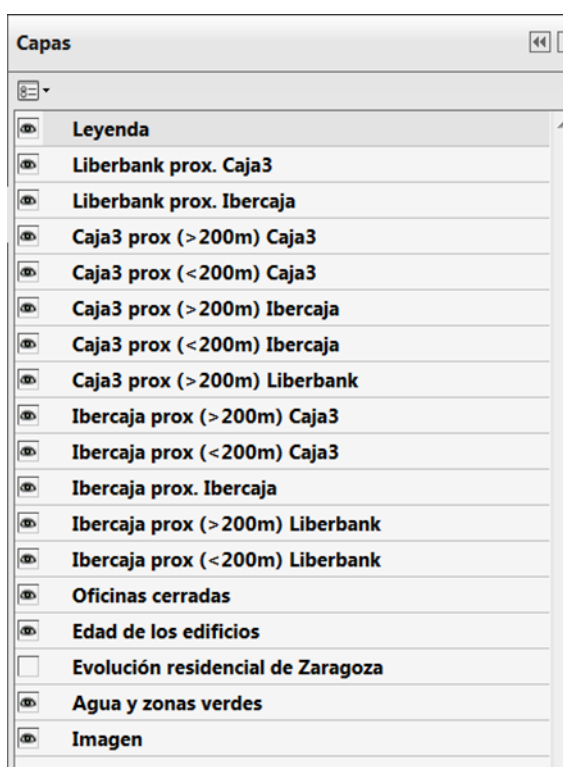 Capas
Leyenda
Liberbank prox. Caja3
Liberbank prox. Ibercaja
Caja3 prox (>200m) Caja3
Caja3 prox (<200m) Caja3
Caja3 prox (>200m) Ibercaja
Caja3 prox (<200m) Ibercaja
Caja3 prox (>200m) Liberbank
Ibercaja prox (>200m) Caja3
Ibercaja prox (<200m) Caja3
Ibercaja prox. Ibercaja
Ibercaja prox (>200m) Liberbank
Ibercaja prox (<200m) Liberbank
Oficinas cerradas
Edad de los edificios
Evolución residencial de Zaragoza
Agua y zonas verdes
Imagen